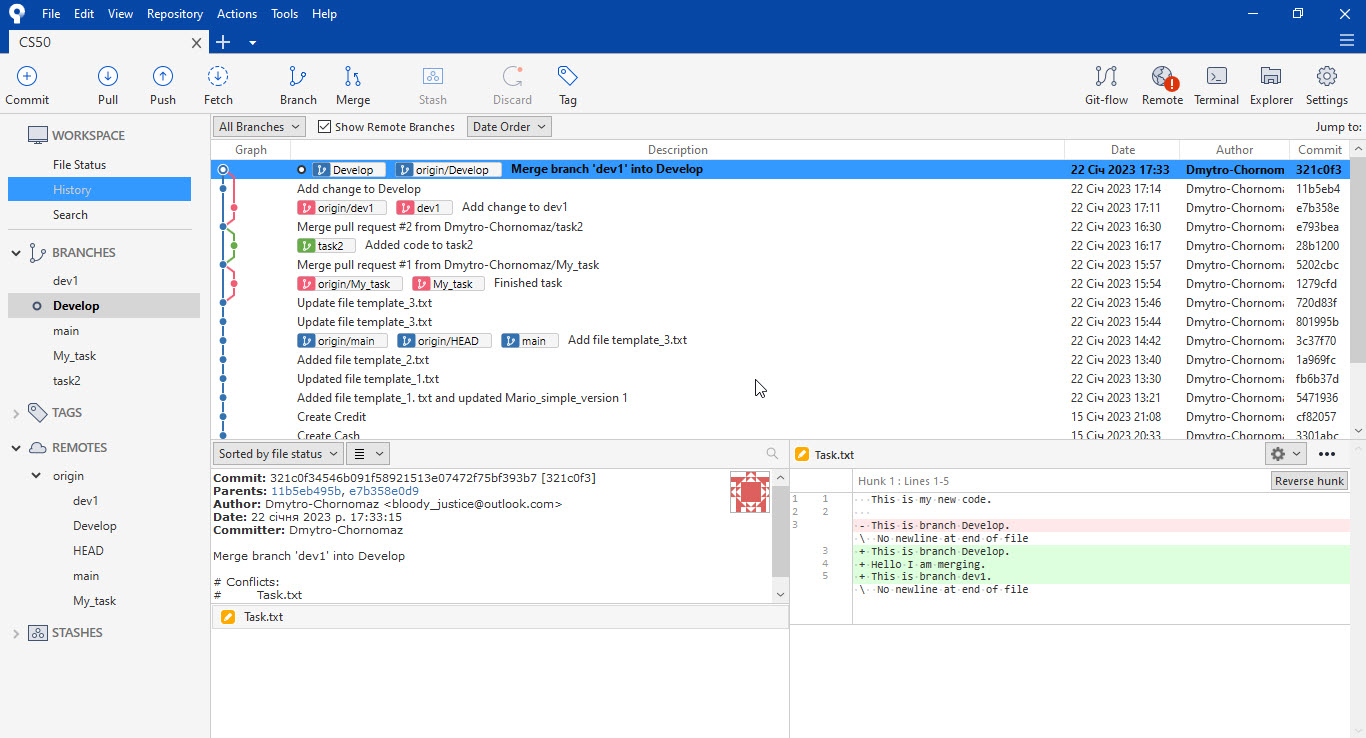 File Edit View Repository Actions Tools Help
CS50
Commit Pull Push Fetch Branch Merge Stash Discard Tag Git-flow Remote Terminal Explorer Settings
WORKSPACE
File Status
History
Search
BRANCHES
dev1
Develop
main
My_task
task2
TAGS
REMOTES
origin
dev1
Develop
HEAD
main
My_task
STASHES
All Branches Show Remote Branches Date Order Jump to:
Graph Description Date Author Commit
Develop origin/Develop Merge branch 'dev1' into Develop 22 Січ 2023 17:33 Dmytro-Chornom 321c0f3
Add change to Develop 22 Січ 2023 17:14 Dmytro-Chornoma 11b5eb4
origin/dev1 dev1 Add change to dev1 22 Січ 2023 17:11 Dmytro-Chornoma e7b358e
Merge pull request #2 from Dmytro-Chornomaz/task2 22 Січ 2023 16:30 Dmytro-Chornoma e793bea
task2 Added code to task2 22 Січ 2023 16:17 Dmytro-Chornoma 28b1200
Merge pull request #1 from Dmytro-Chornomaz/My_task 22 Січ 2023 15:57 Dmytro-Chornoma 5202cbc
origin/My_task My_task Finished task 22 Січ 2023 15:54 Dmytro-Chornoma 1279cfd
Update file template_3.txt 22 Січ 2023 15:46 Dmytro-Chornoma 720d83f
Update file template_3.txt 22 Січ 2023 15:44 Dmytro-Chornoma 801995b
origin/main origin/HEAD main Add file template_3.txt 22 Січ 2023 14:42 Dmytro-Chornoma 3c37f70
Added file template_2.txt 22 Січ 2023 13:40 Dmytro-Chornoma 1a969fc
Updated file template_1.txt 22 Січ 2023 13:30 Dmytro-Chornoma fb6b37d
Added file template_1. txt and updated Mario_simple_version 1 22 Січ 2023 13:21 Dmytro-Chornoma 5471936
Create Credit 15 Січ 2023 21:08 Dmytro-Chornoma cf82057
Create Cash 15 Січ 2023 20:33 Dmytro-Chornoma 3301abc
Sorted by file status
Commit: 321c0f34546b091f58921513e07472f75bf393b7 [321c0f3]
Parents: 11b5eb495b, e7b358e0d9
Author: Dmytro-Chornomaz <bloody_justice@outlook.com>
Date: 22 січня 2023 р. 17:33:15
Committer: Dmytro-Chornomaz
Merge branch 'dev1' into Develop
# Conflicts:
# Task.txt
Task.txt
Task.txt
Hunk 1 : Lines 1-5 Reverse hunk
1 1 This is my new code.
2 2
3 - This is branch Develop.
\ No newline at end of file
3 + This is branch Develop.
4 + Hello I am merging.
5 + This is branch dev1.
\ No newline at end of file